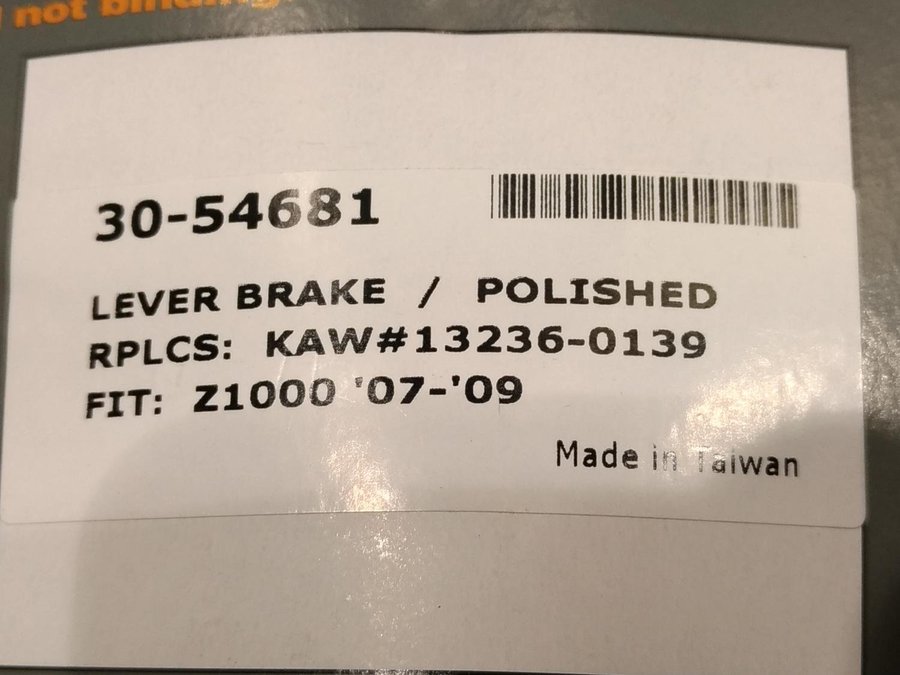 not binding.
30-54681
LEVER BRAKE / POLISHED
RPLCS: KAW#13236-0139
FIT: Z1000 '07-'09
Made in Taiwan